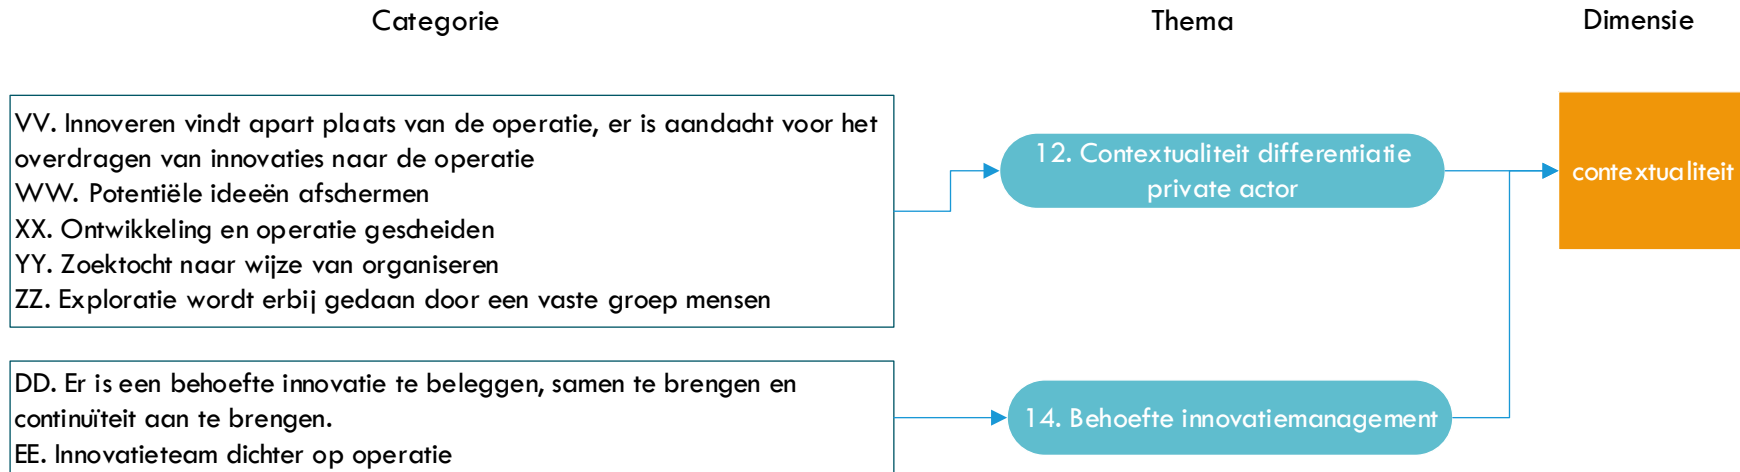 Categorie
Thema
Dimensie
VV. Innoveren vindt apart plaats van de operatie, er is aandacht voor het
overdragen van innovaties naar de operatie
WW. Potentiële ideeën afschermen
XX. Ontwikkeling en operatie gescheiden
YY. Zoektocht naar wijze van organiseren
ZZ. Exploratie wordt erbij gedaan door een vaste groep mensen
12. Contextualiteit differentiatie
private actor
contextualiteit
DD. Er is een behoefte innovatie te beleggen, samen te brengen en
continuïteit aan te brengen.
EE. Innovatieteam dichter op operatie
14. Behoefte innovatiemanagement